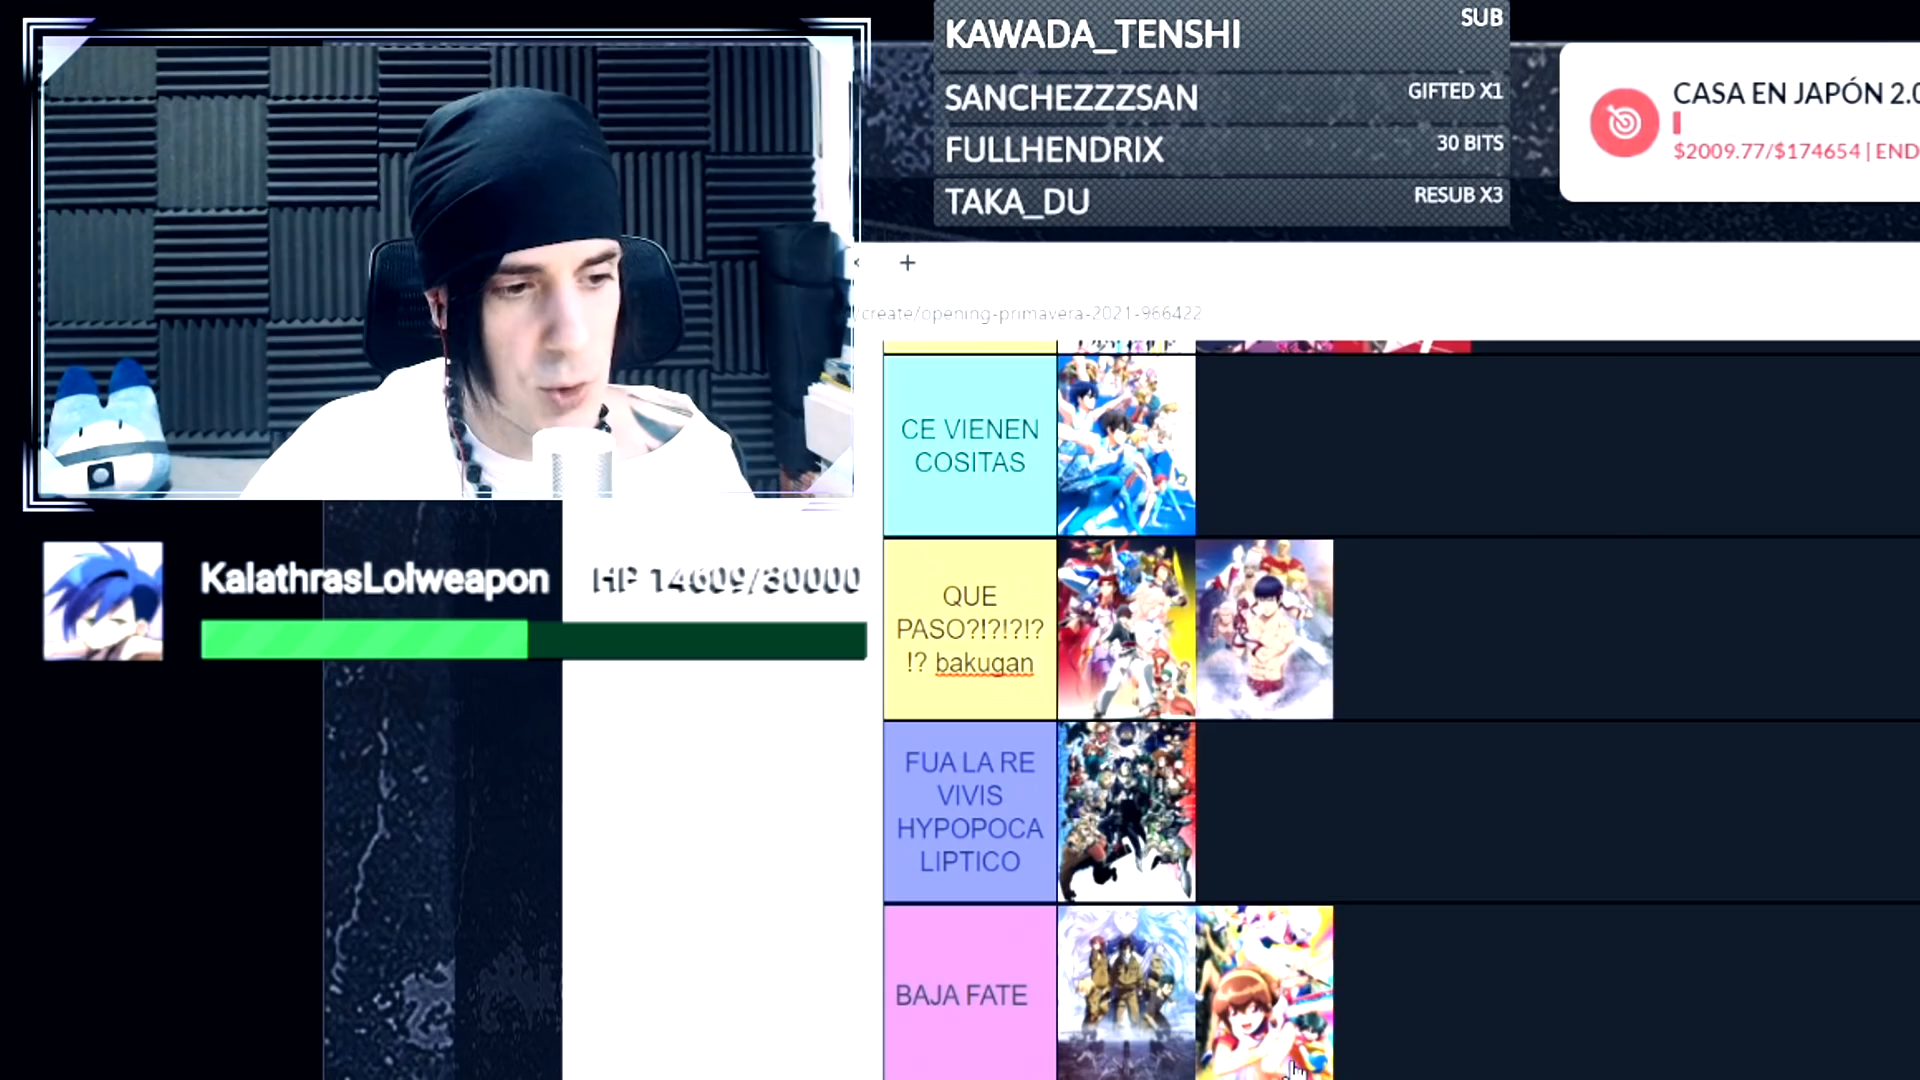 KAWADA_TENSHI SUB
SANCHEZZZSAN GIFTED X1
FULLHENDRIX 30 BITS
TAKA_DU RESUB X3
CASA EN JAPÓN 2.0
$2009.77/$174654 | END
+
/create/opening-primavera-2021-966422
CE VIENEN
COSITAS
KalathrasLolweapon HP 14609/30000
QUE
PASO?!?!?!?
!? bakugan
FUA LA RE
VIVIS
HYPOPOCA
LIPTICO
BAJA FATE